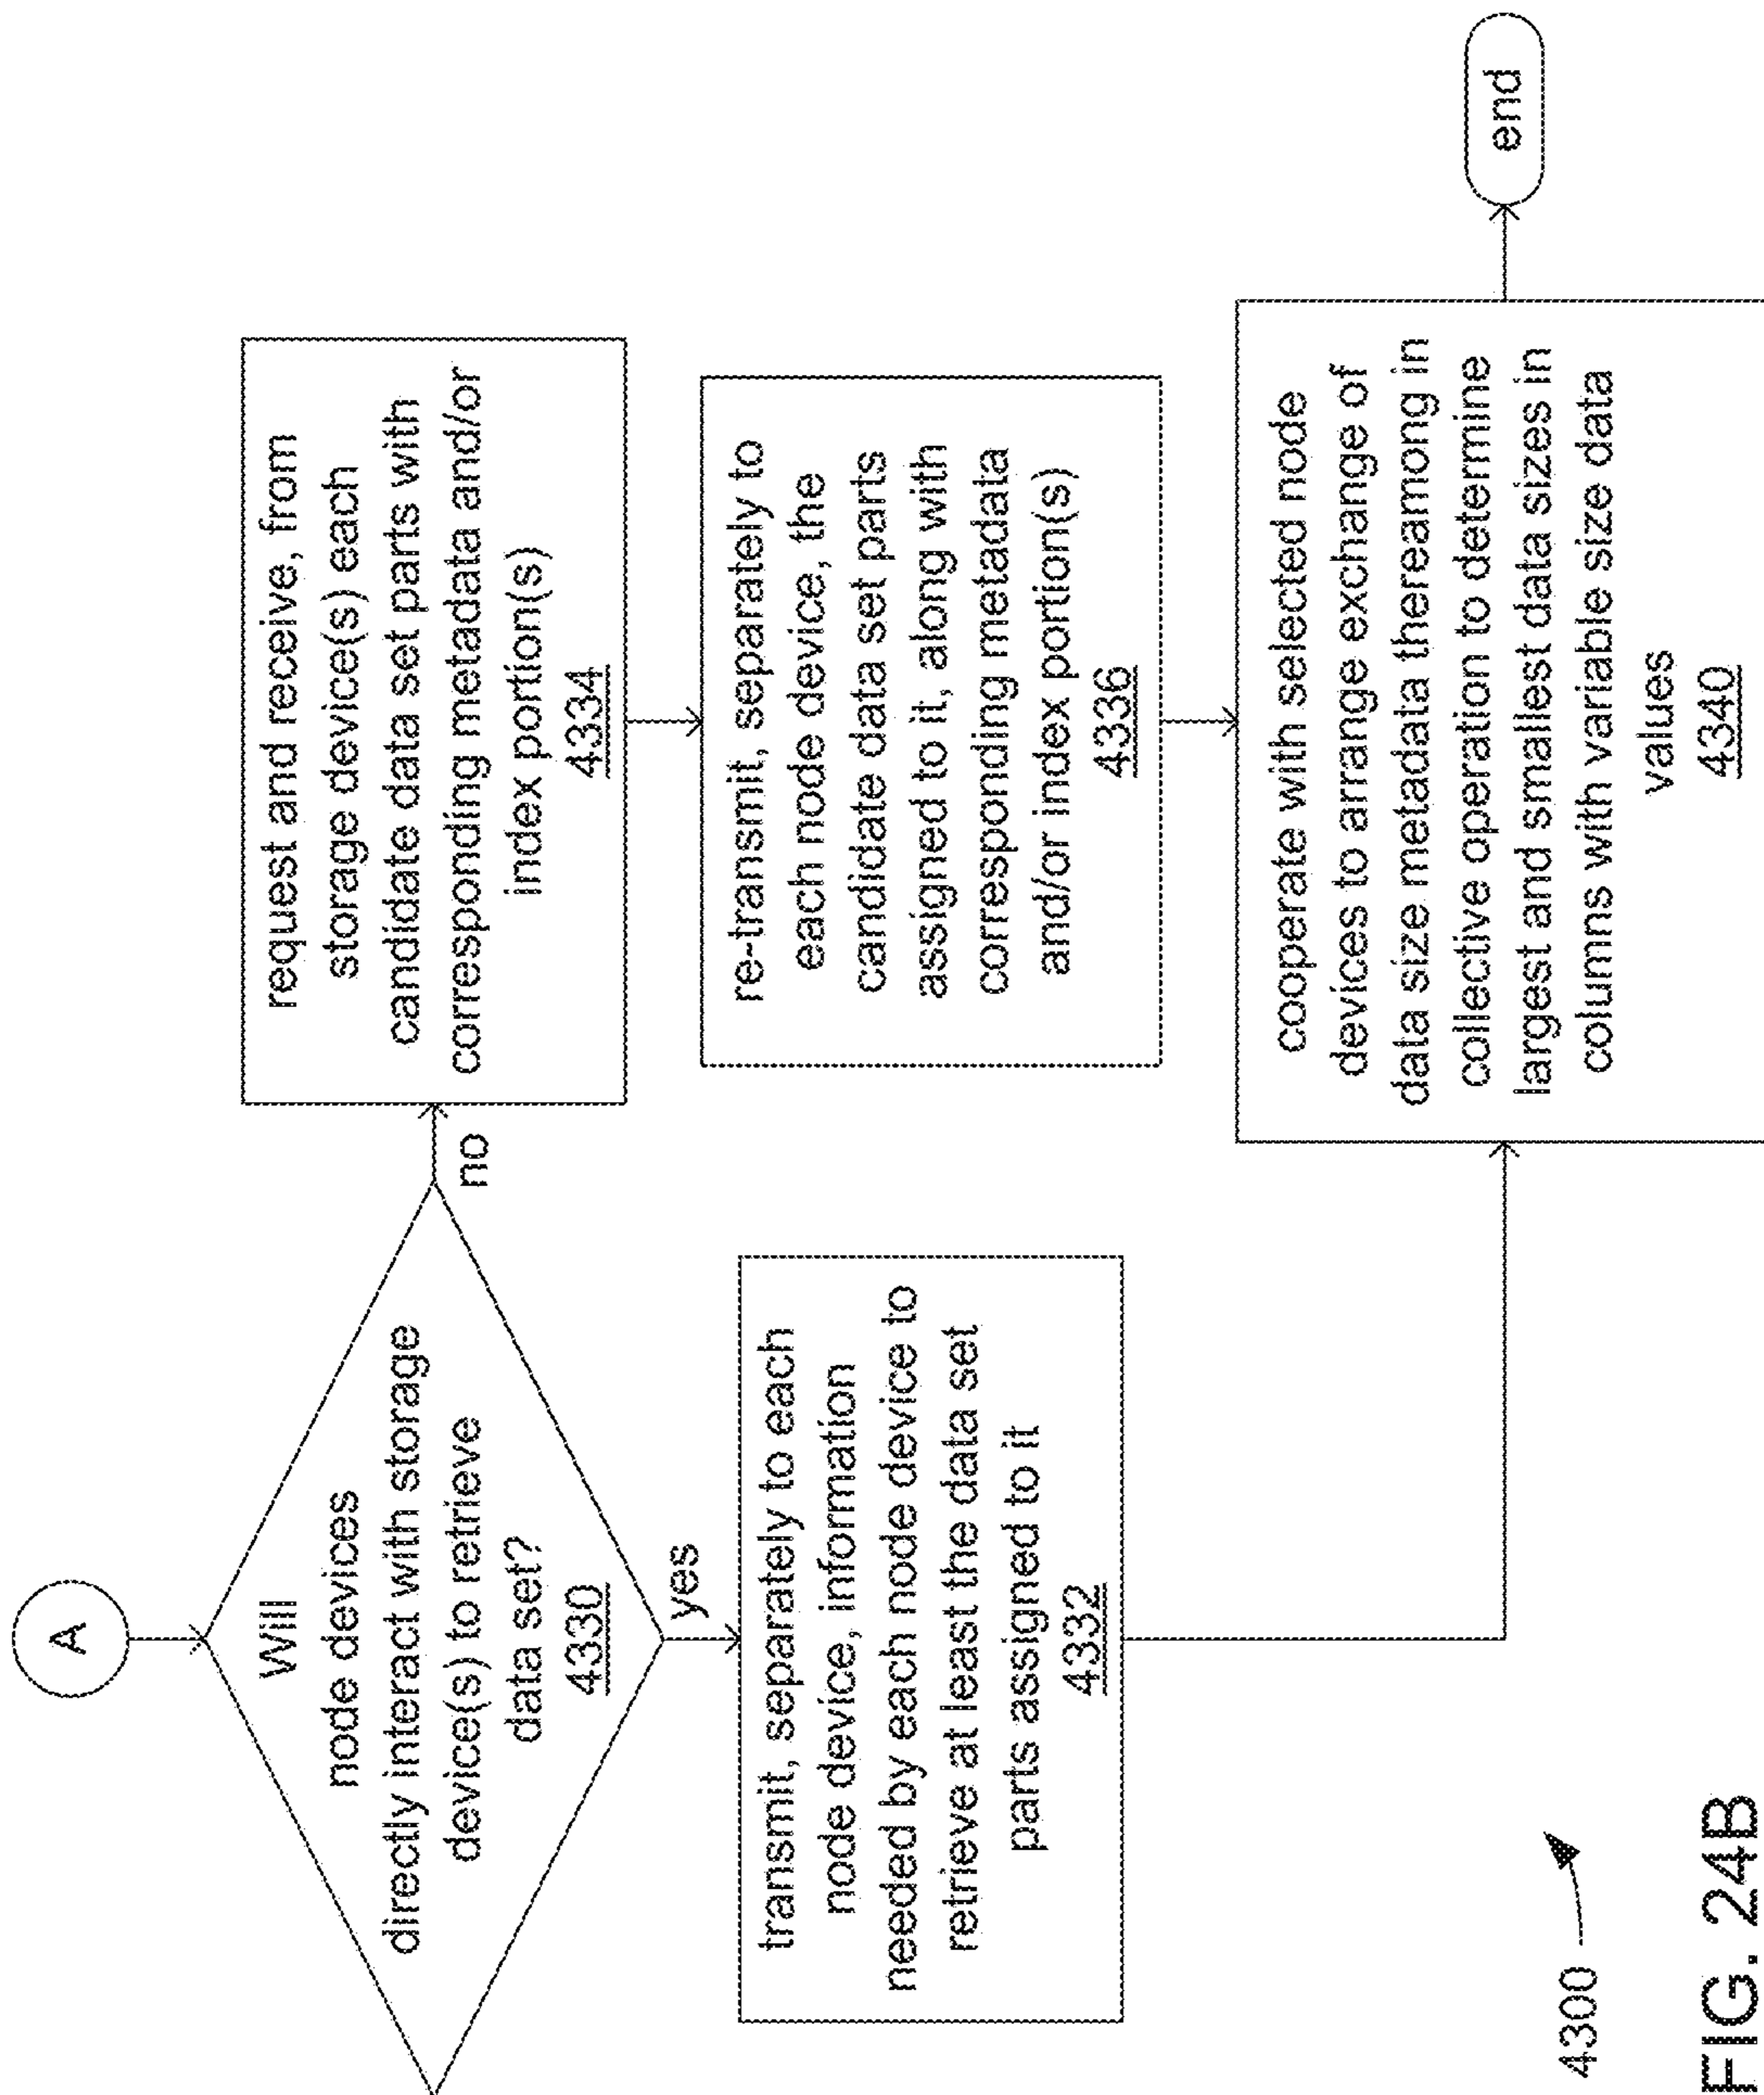 A
Will
node devices
directly interact with storage
device(s) to retrieve
data set?
4330
no
yes
request and receive, from
storage device(s) each
candidate data set parts with
corresponding metadata and/or
index portion(s)
4334
transmit, separately to each
node device, information
needed by each node device to
retrieve at least the data set
parts assigned to it
4332
re-transmit, separately to
each node device, the
candidate data set parts
assigned to it, along with
corresponding metadata
and/or index portion(s)
4336
cooperate with selected node
devices to arrange exchange of
data size metadata thereamong in
collective operation to determine
largest and smallest data sizes in
columns with variable size data
values
4340
end
4300
FIG. 24B